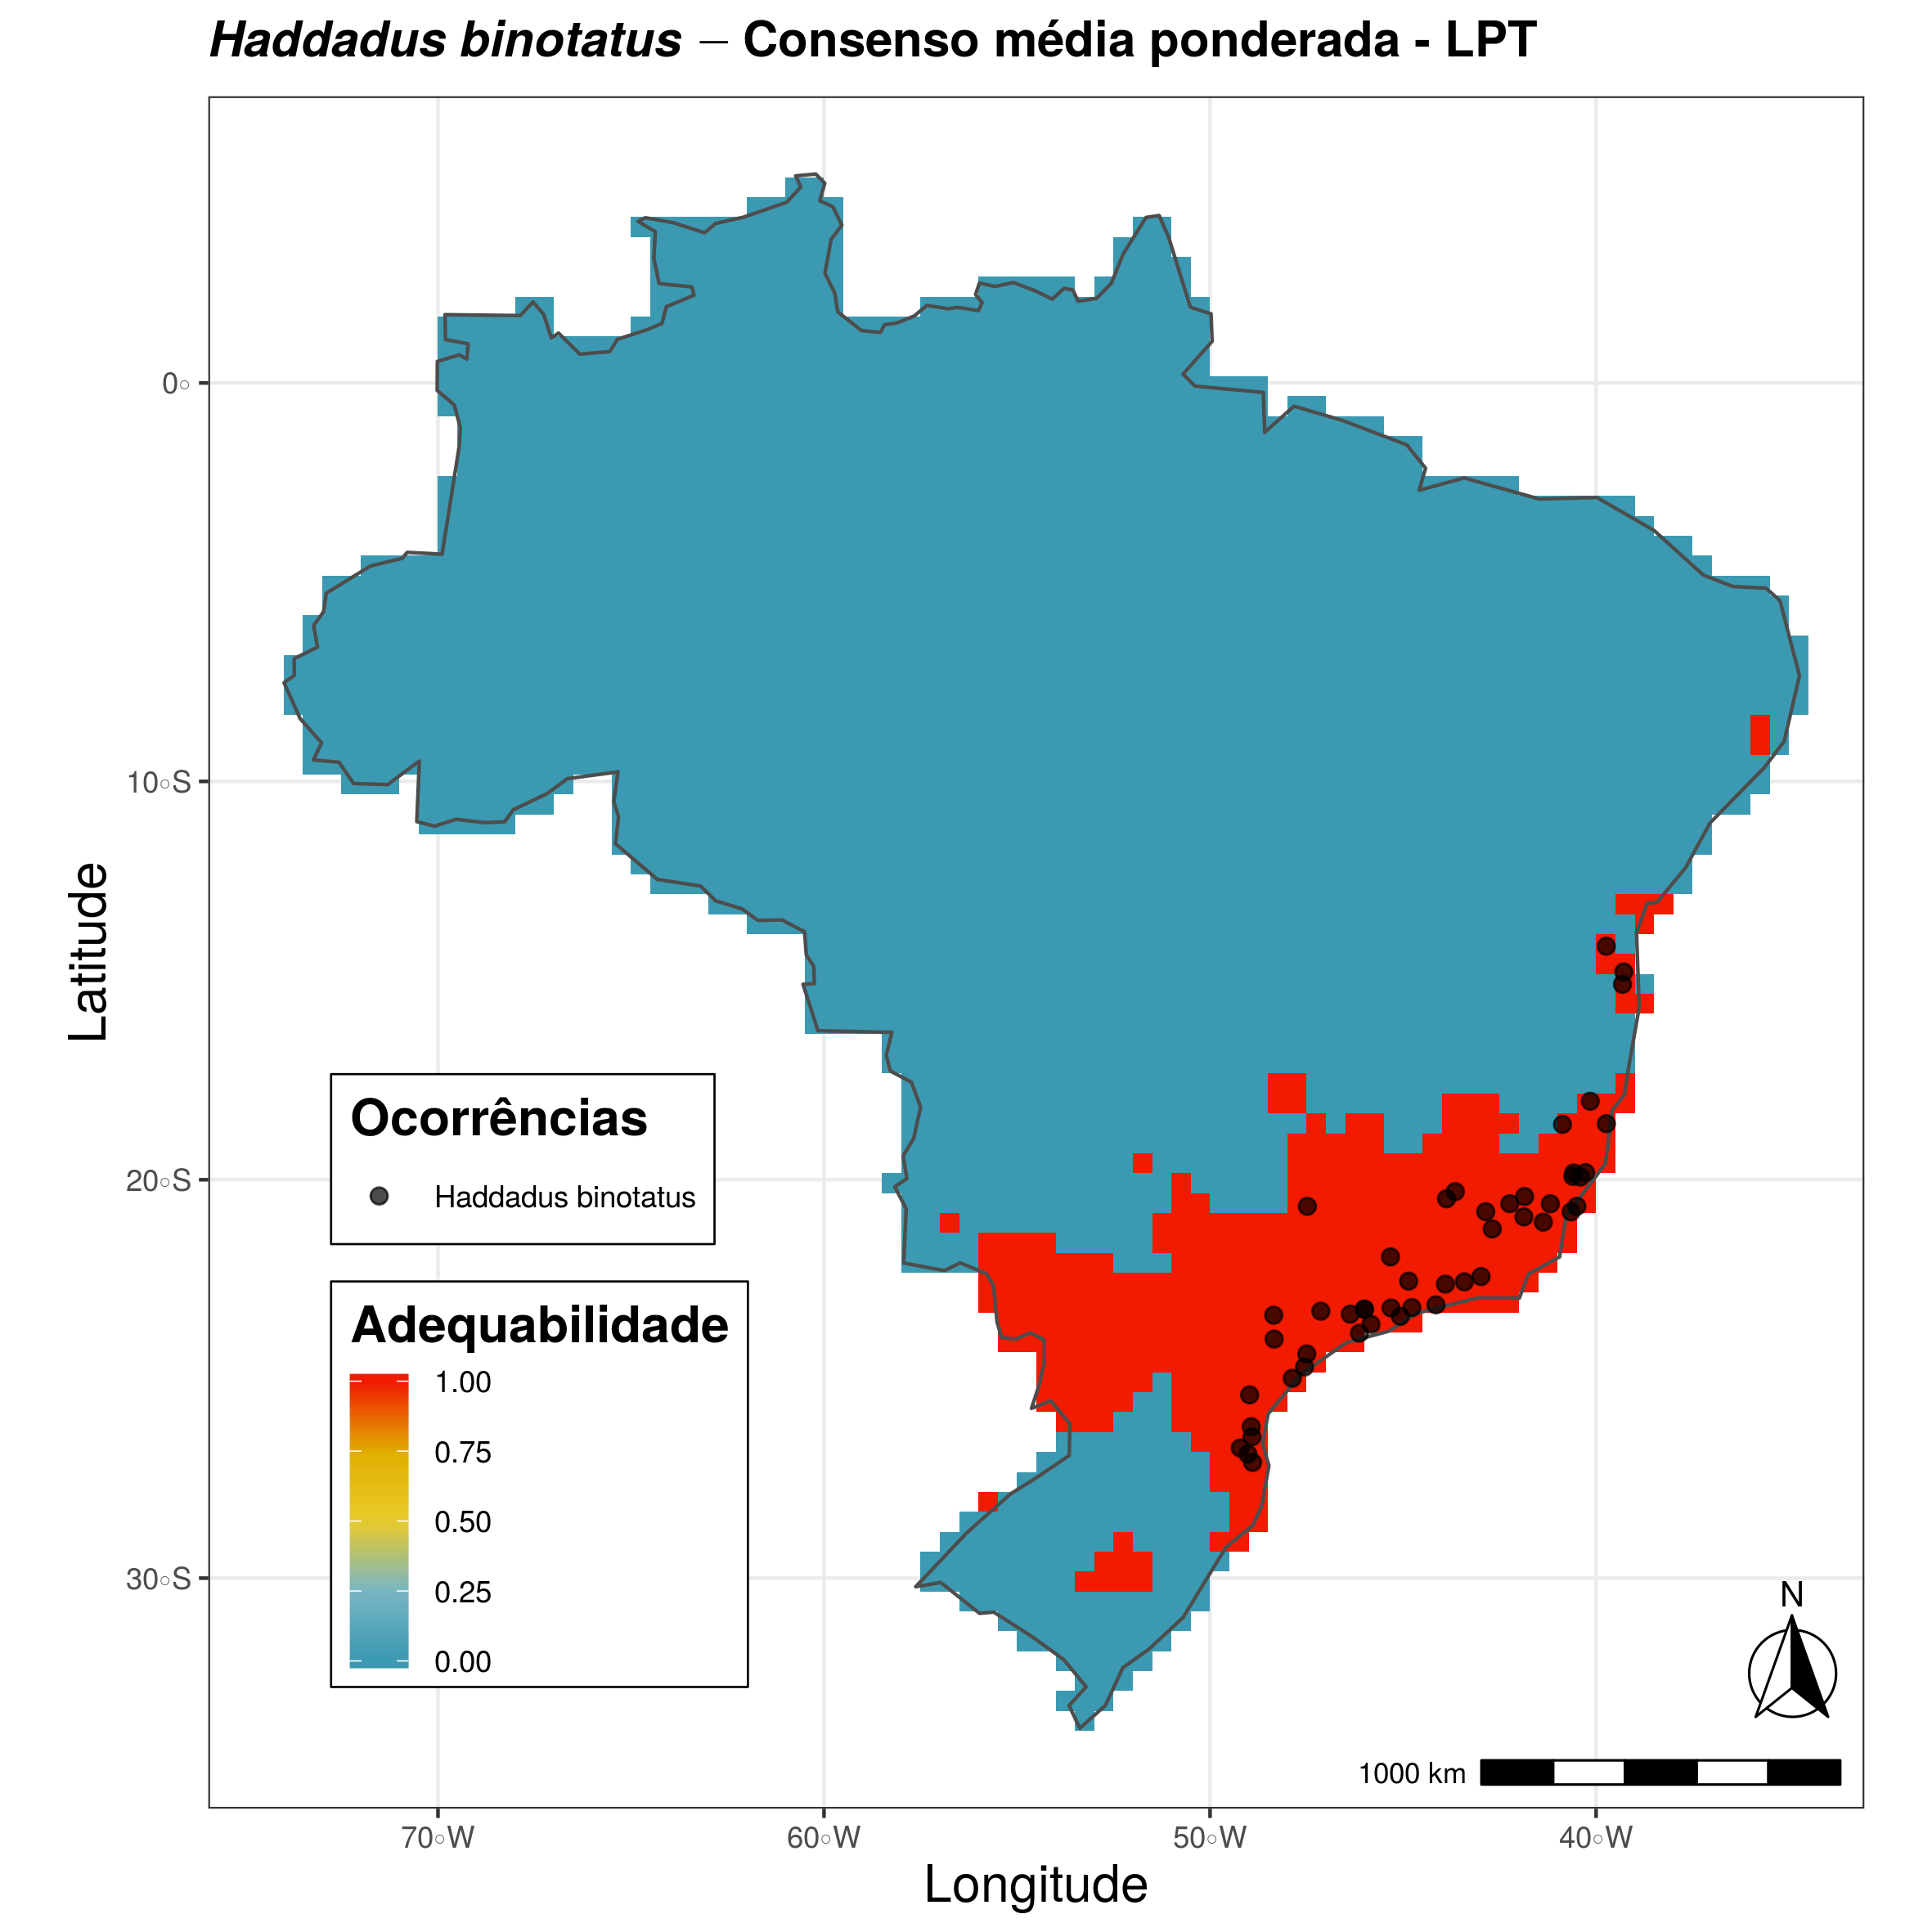 Haddadus binotatus — Consenso média ponderada - LPT
0◦
10◦S
20◦S
30◦S
Latitude
Ocorrências
Haddadus binotatus
Adequabilidade
1.00
0.75
0.50
0.25
0.00
N
1000 km
70◦W
60◦W
50◦W
40◦W
Longitude